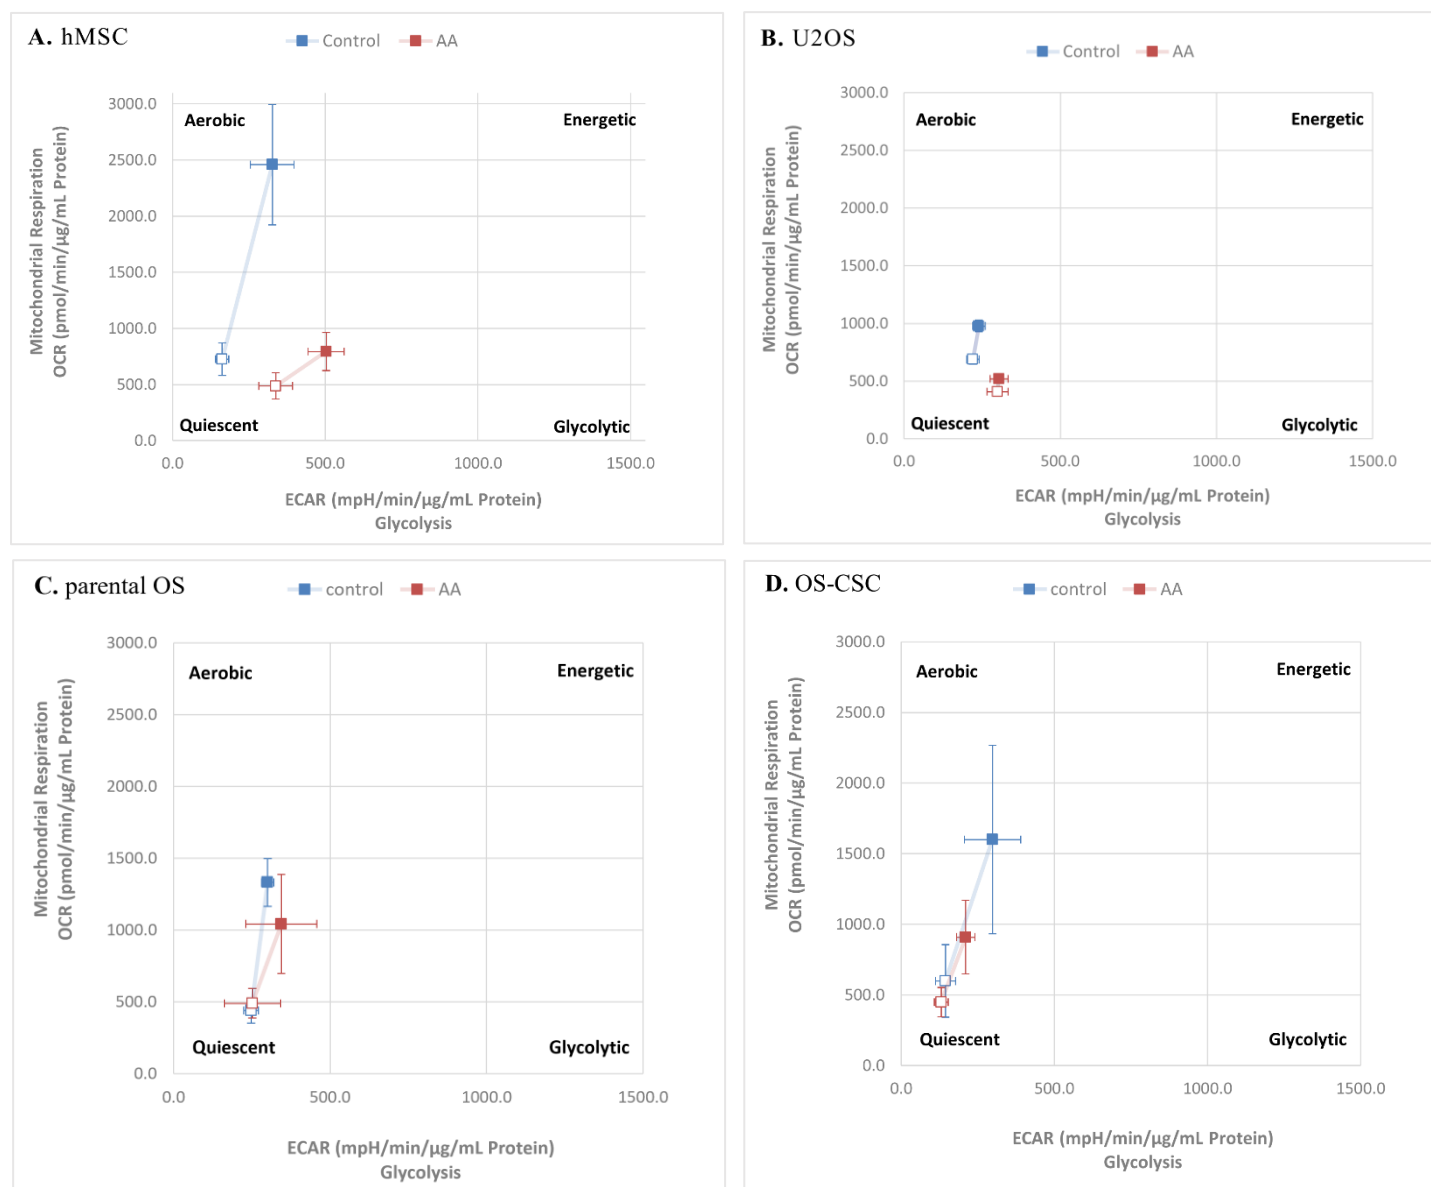 A. hMSC
Control AA
Mitochondrial Respiration
OCR (pmol/min/µg/mL Protein)
3000.0
2500.0
2000.0
1500.0
1000.0
500.0
0.0
Aerobic Energetic
Quiescent Glycolytic
0.0 500.0 1000.0 1500.0
ECAR (mpH/min/µg/mL Protein)
Glycolysis
B. U2OS
Control AA
Mitochondrial Respiration
OCR (pmol/min/µg/mL Protein)
3000.0
2500.0
2000.0
1500.0
1000.0
500.0
0.0
Aerobic Energetic
Quiescent Glycolytic
0.0 500.0 1000.0 1500.0
ECAR (mpH/min/µg/mL Protein)
Glycolysis
C. parental OS
control AA
Mitochondrial Respiration
OCR (pmol/min/µg/mL Protein)
3000.0
2500.0
2000.0
1500.0
1000.0
500.0
0.0
Aerobic Energetic
Quiescent Glycolytic
0.0 500.0 1000.0 1500.0
ECAR (mpH/min/µg/mL Protein)
Glycolysis
D. OS-CSC
control AA
Mitochondrial Respiration
OCR (pmol/min/µg/mL Protein)
3000.0
2500.0
2000.0
1500.0
1000.0
500.0
0.0
Aerobic Energetic
Quiescent Glycolytic
0.0 500.0 1000.0 1500.0
ECAR (mpH/min/µg/mL Protein)
Glycolysis